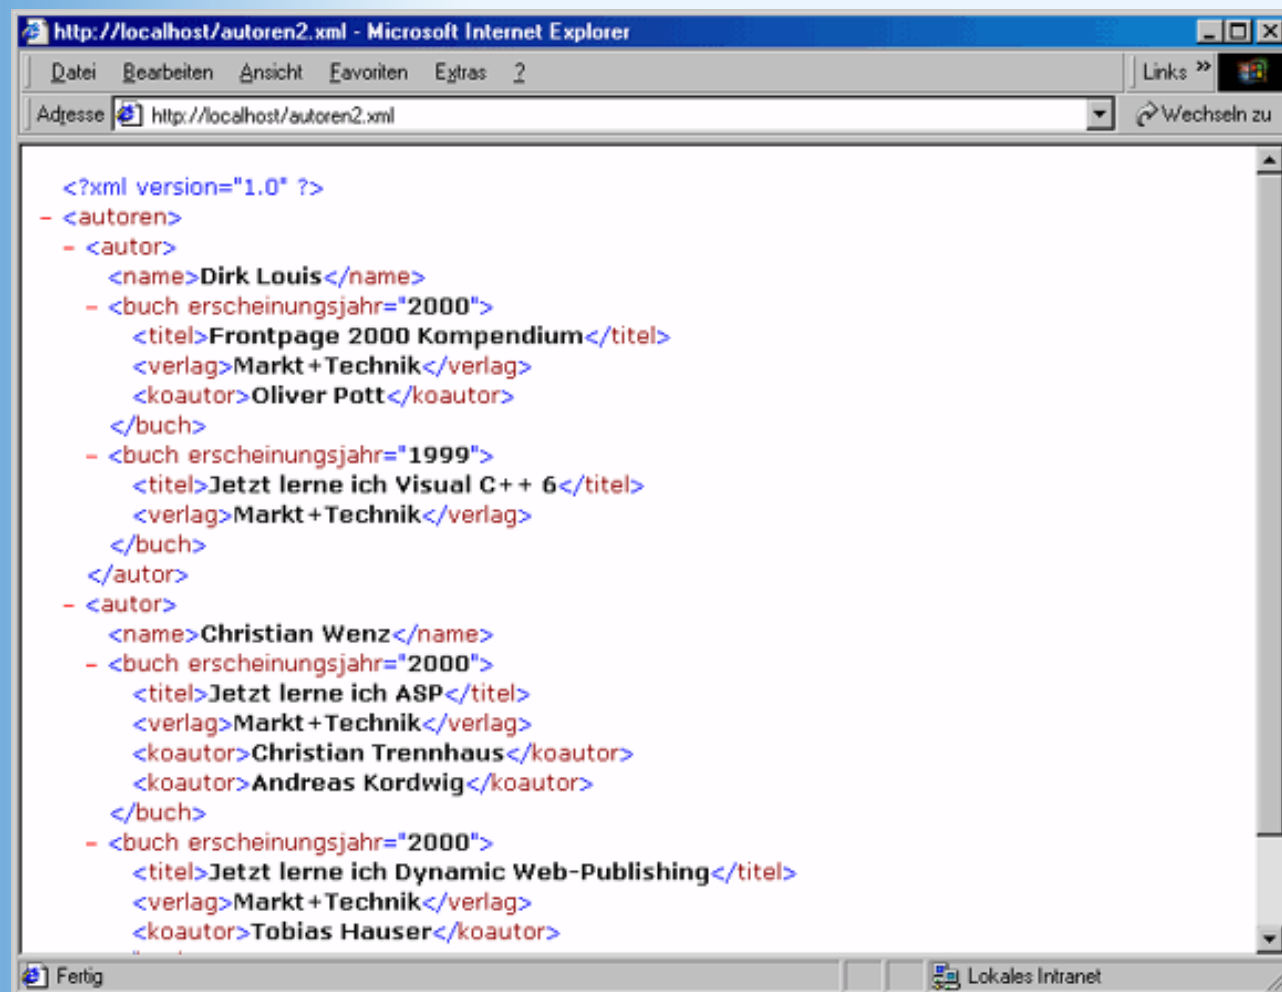 http://localhost/autoren2.xml - Microsoft Internet Explorer
Datei Bearbeiten Ansicht Favoriten Extras ? Links »
Adresse http://localhost/autoren2.xml Wechseln zu
<?xml version="1.0" ?>
- <autoren>
- <autor>
<name>Dirk Louis</name>
- <buch erscheinungsjahr="2000">
<titel>Frontpage 2000 Kompendium</titel>
<verlag>Markt+Technik</verlag>
<koautor>Oliver Pott</koautor>
</buch>
- <buch erscheinungsjahr="1999">
<titel>Jetzt lerne ich Visual C++ 6</titel>
<verlag>Markt+Technik</verlag>
</buch>
</autor>
- <autor>
<name>Christian Wenz</name>
- <buch erscheinungsjahr="2000">
<titel>Jetzt lerne ich ASP</titel>
<verlag>Markt+Technik</verlag>
<koautor>Christian Trennhaus</koautor>
<koautor>Andreas Kordwig</koautor>
</buch>
- <buch erscheinungsjahr="2000">
<titel>Jetzt lerne ich Dynamic Web-Publishing</titel>
<verlag>Markt+Technik</verlag>
<koautor>Tobias Hauser</koautor>
Fertig Lokales Intranet